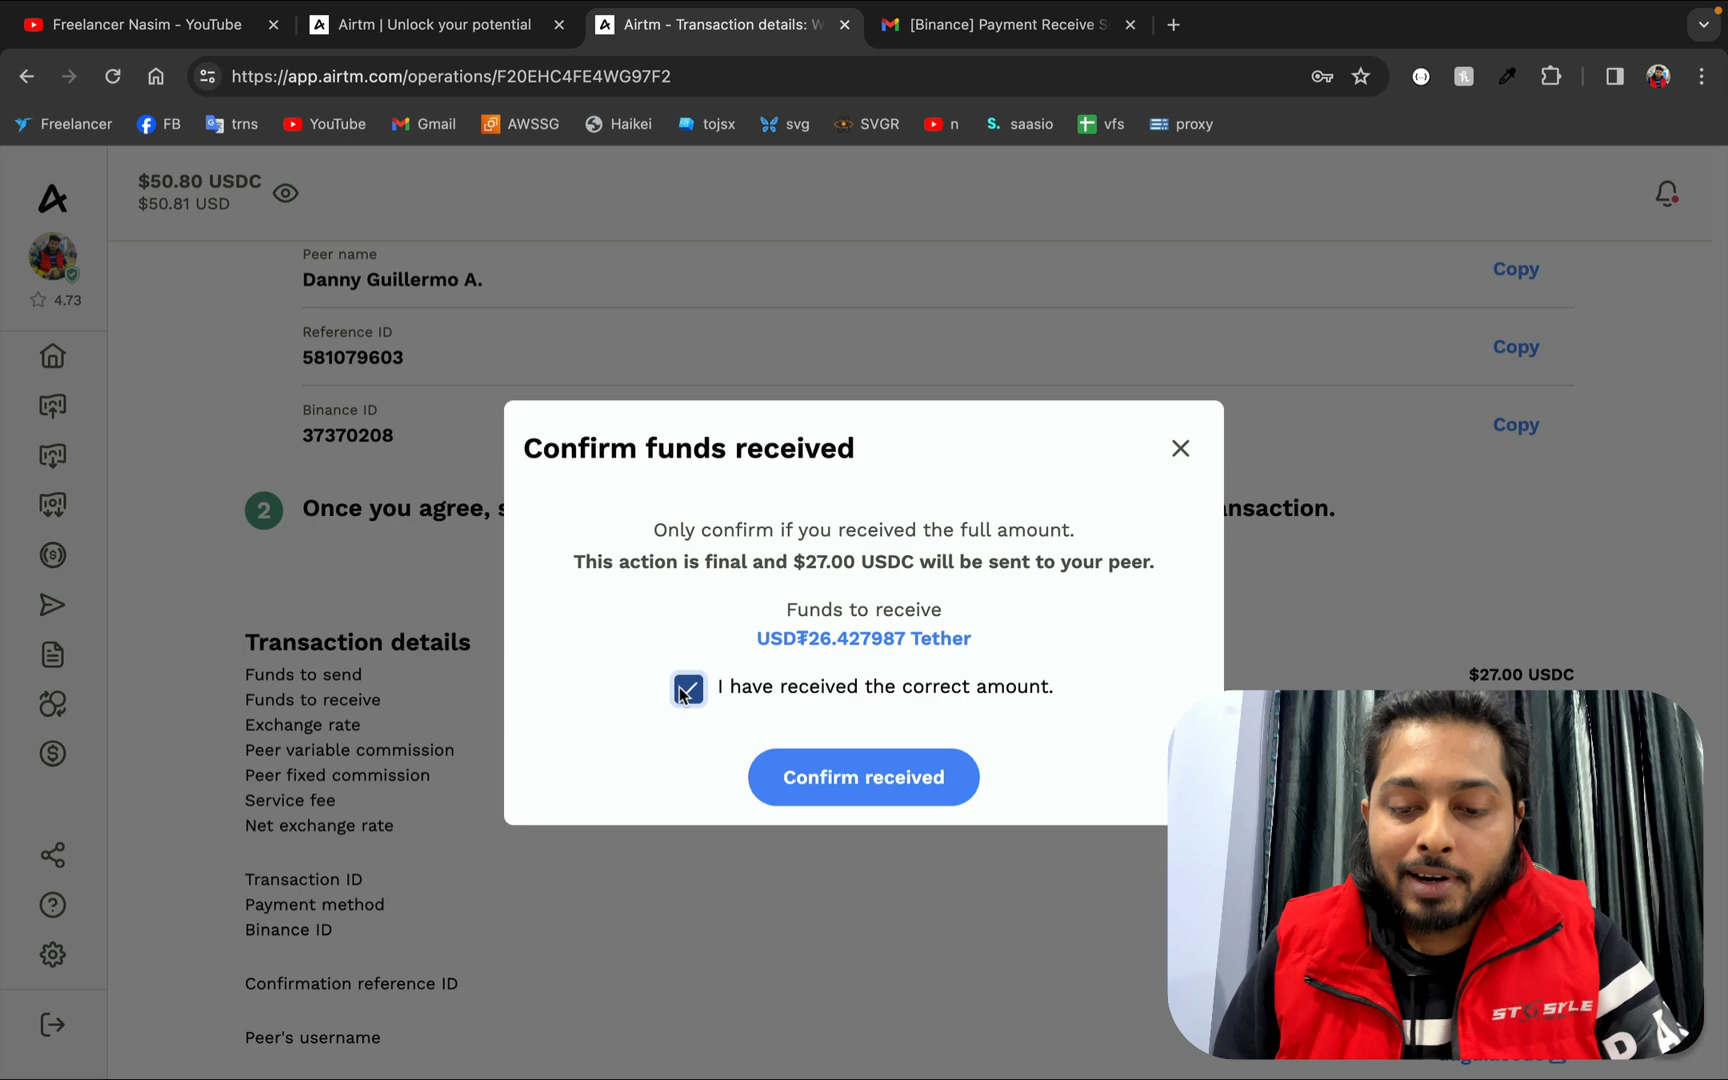 Freelancer Nasim - YouTube
Airtm | Unlock your potential
Airtm - Transaction details: W
[Binance] Payment Receive S
https://app.airtm.com/operations/F20EHC4FE4WG97F2
Freelancer
FB
trns
YouTube
Gmail
AWSSG
Haikei
tojsx
svg
SVGR
n
saasio
vfs
proxy
$50.80 USDC
$50.81 USD
4.73
Peer name
Danny Guillermo A.
Copy
Reference ID
581079603
Copy
Binance ID
37370208
Copy
2 Once you agree, s
nsaction.
Confirm funds received
Only confirm if you received the full amount.
This action is final and $27.00 USDC will be sent to your peer.
Funds to receive
USD₮26.427987 Tether
I have received the correct amount.
Confirm received
Transaction details
Funds to send
$27.00 USDC
Funds to receive
Exchange rate
Peer variable commission
Peer fixed commission
Service fee
Net exchange rate
Transaction ID
Payment method
Binance ID
Confirmation reference ID
Peer's username